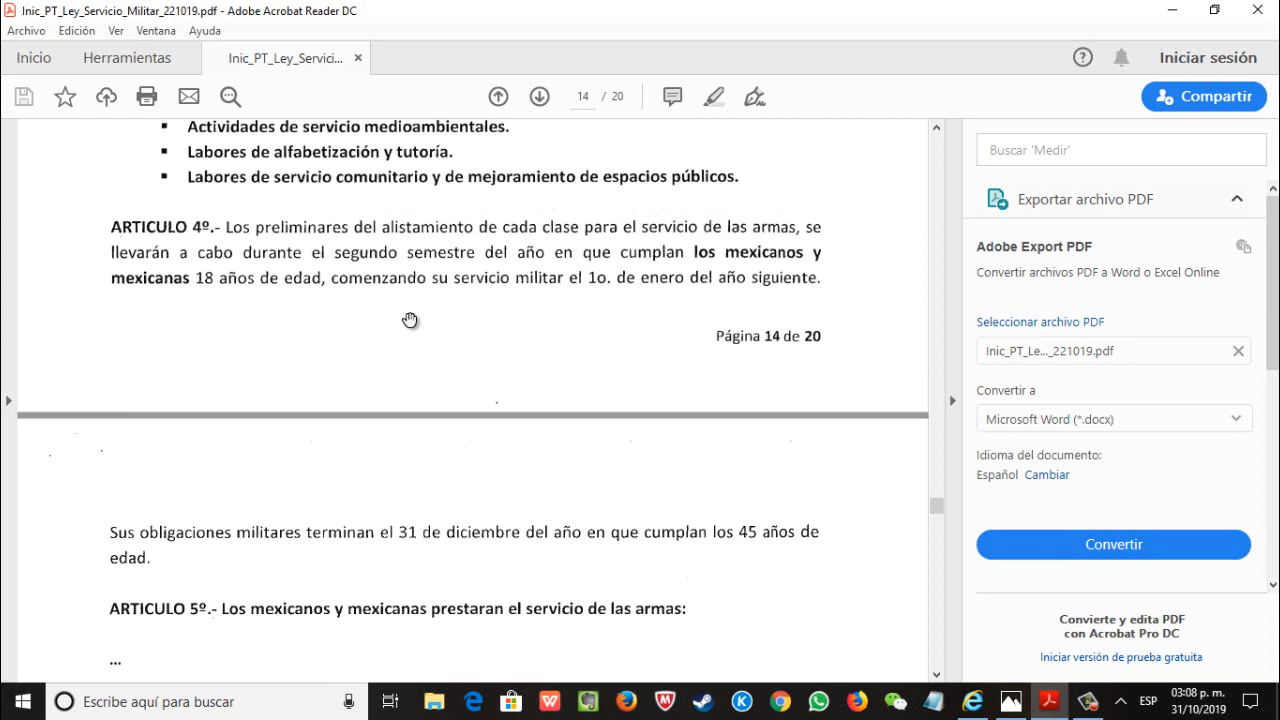 Inic_PT_Ley_Servicio_Militar_221019.pdf - Adobe Acrobat Reader DC
Archivo Edición Ver Ventana Ayuda
Inicio Herramientas Inic_PT_Ley_Servici... × Iniciar sesión
14 / 20 Compartir
▪ Actividades de servicio medioambientales.
▪ Labores de alfabetización y tutoría.
▪ Labores de servicio comunitario y de mejoramiento de espacios públicos.
ARTICULO 4º.- Los preliminares del alistamiento de cada clase para el servicio de las armas, se
llevarán a cabo durante el segundo semestre del año en que cumplan los mexicanos y
mexicanas 18 años de edad, comenzando su servicio militar el 1o. de enero del año siguiente.
Página 14 de 20
Sus obligaciones militares terminan el 31 de diciembre del año en que cumplan los 45 años de
edad.
ARTICULO 5º.- Los mexicanos y mexicanas prestaran el servicio de las armas:
...
Buscar 'Medir'
Exportar archivo PDF
Adobe Export PDF
Convertir archivos PDF a Word o Excel Online
Seleccionar archivo PDF
Inic_PT_Le..._221019.pdf ×
Convertir a
Microsoft Word (*.docx)
Idioma del documento:
Español Cambiar
Convertir
Convierte y edita PDF
con Acrobat Pro DC
Iniciar versión de prueba gratuita
Escribe aquí para buscar
ESP
03:08 p. m.
31/10/2019